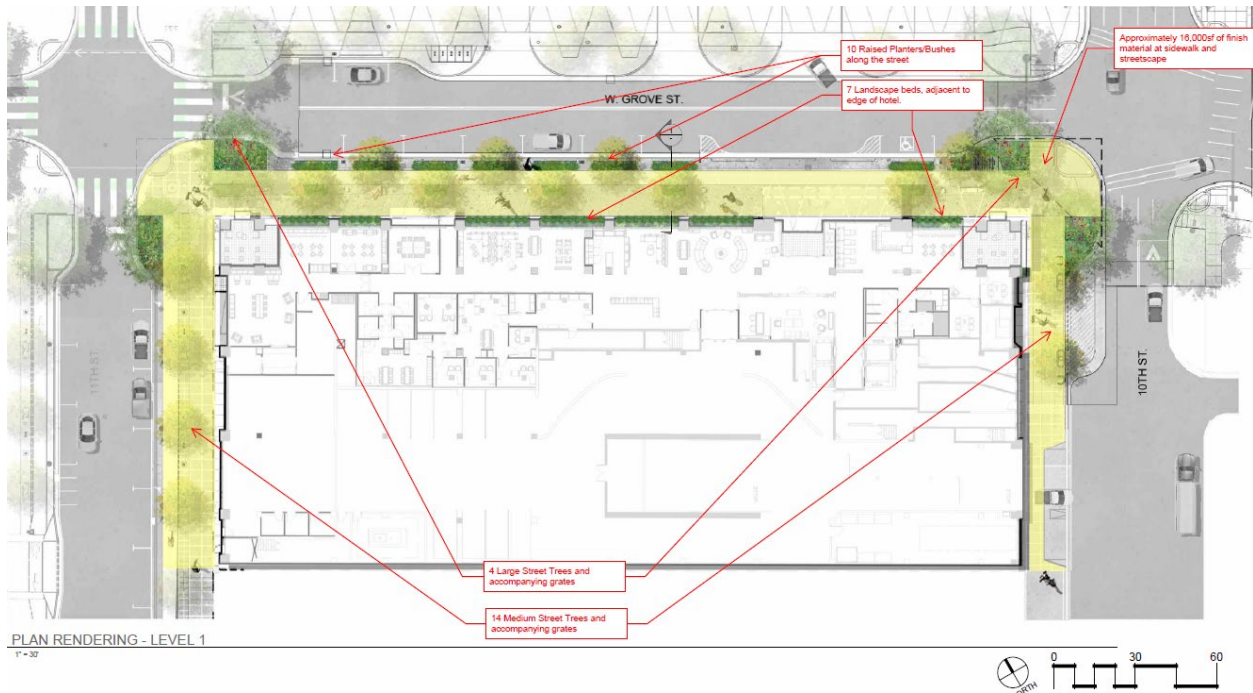 10 Raised Planters/Bushes
along the street
Approximately 16,000sf of finish
material at sidewalk and
streetscape
W. GROVE ST.
7 Landscape beds, adjacent to
edge of hotel.
11TH ST.
10TH ST.
4 Large Street Trees and
accompanying grates
14 Medium Street Trees and
accompanying grates
PLAN RENDERING - LEVEL 1
1" = 30'
NORTH
0 30 60